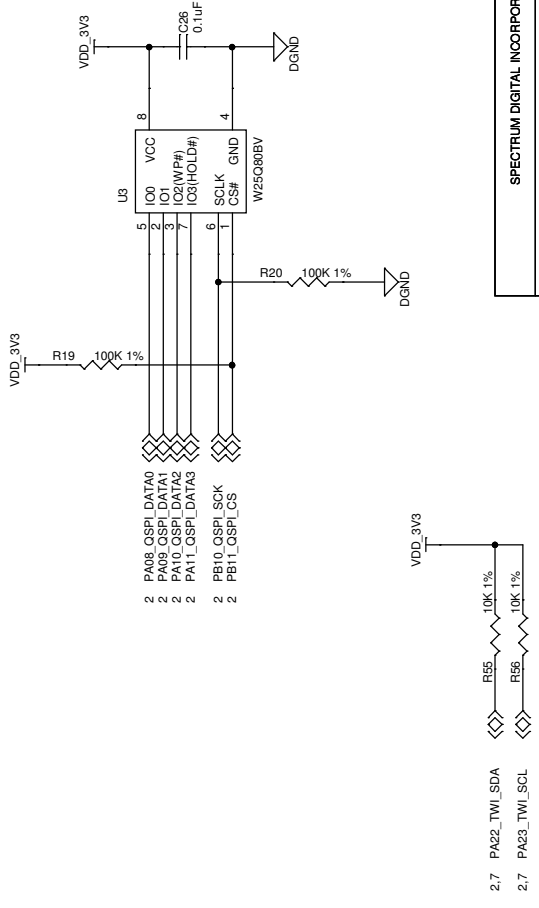 VDD_3V3
C26
0.1uF
DGND
U3
8
VCC
4
GND
5 IO0
2 IO1
3 IO2(WP#)
7 IO3(HOLD#)
6 SCLK
1 CS#
W25Q80BV
R20 100K 1%
DGND
VDD_3V3
R19 100K 1%
2 PA08_QSPI_DATA0
2 PA09_QSPI_DATA1
2 PA10_QSPI_DATA2
2 PA11_QSPI_DATA3
2 PB10_QSPI_SCK
2 PB11_QSPI_CS
VDD_3V3
R55 10K 1%
R56 10K 1%
2,7 PA22_TWI_SDA
2,7 PA23_TWI_SCL
SPECTRUM DIGITAL INCORPOR